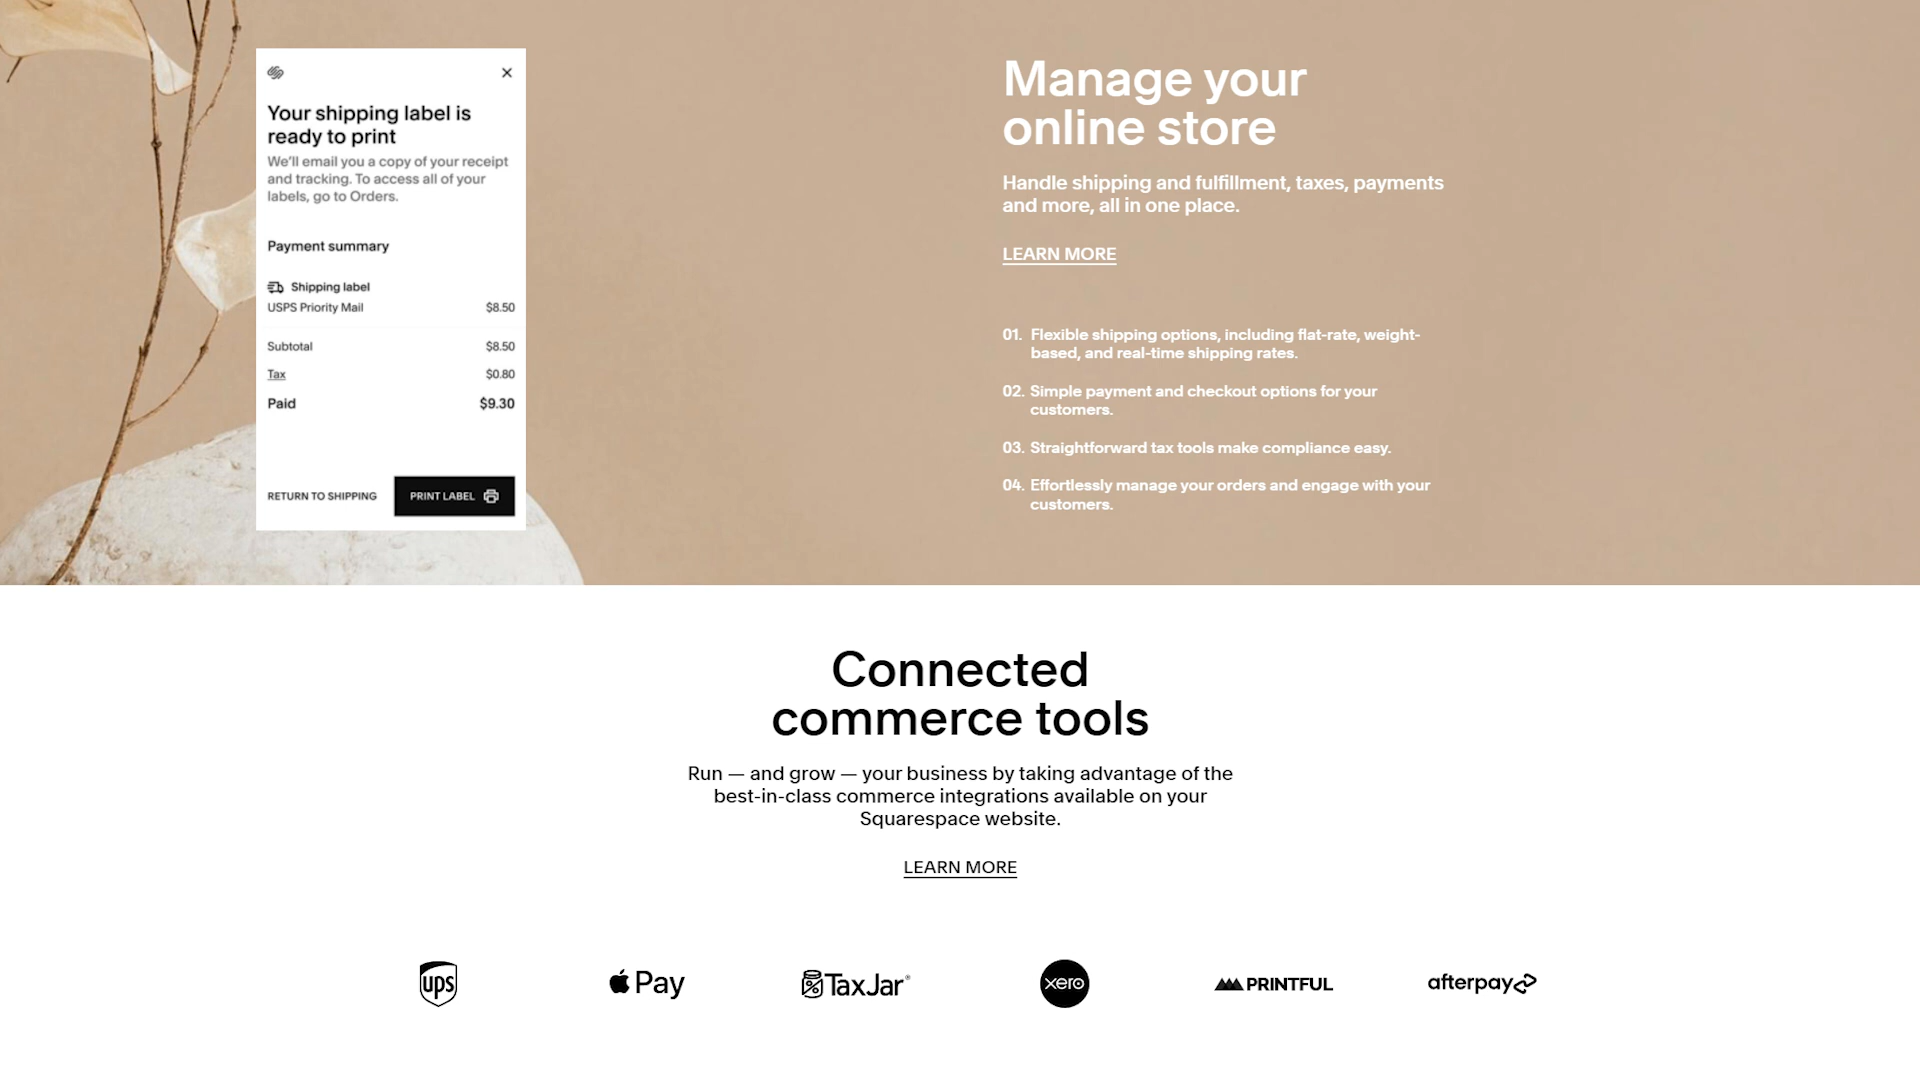 Your shipping label is
ready to print
We'll email you a copy of your receipt
and tracking. To access all of your
labels, go to Orders.
Payment summary
Shipping label
USPS Priority Mail $8.50
Subtotal $8.50
Tax $0.80
Paid $9.30
RETURN TO SHIPPING PRINT LABEL
Manage your
online store
Handle shipping and fulfillment, taxes, payments
and more, all in one place.
LEARN MORE
01. Flexible shipping options, including flat-rate, weight-
based, and real-time shipping rates.
02. Simple payment and checkout options for your
customers.
03. Straightforward tax tools make compliance easy.
04. Effortlessly manage your orders and engage with your
customers.
Connected
commerce tools
Run — and grow — your business by taking advantage of the
best-in-class commerce integrations available on your
Squarespace website.
LEARN MORE
ups Pay TaxJar® xero PRINTFUL afterpay